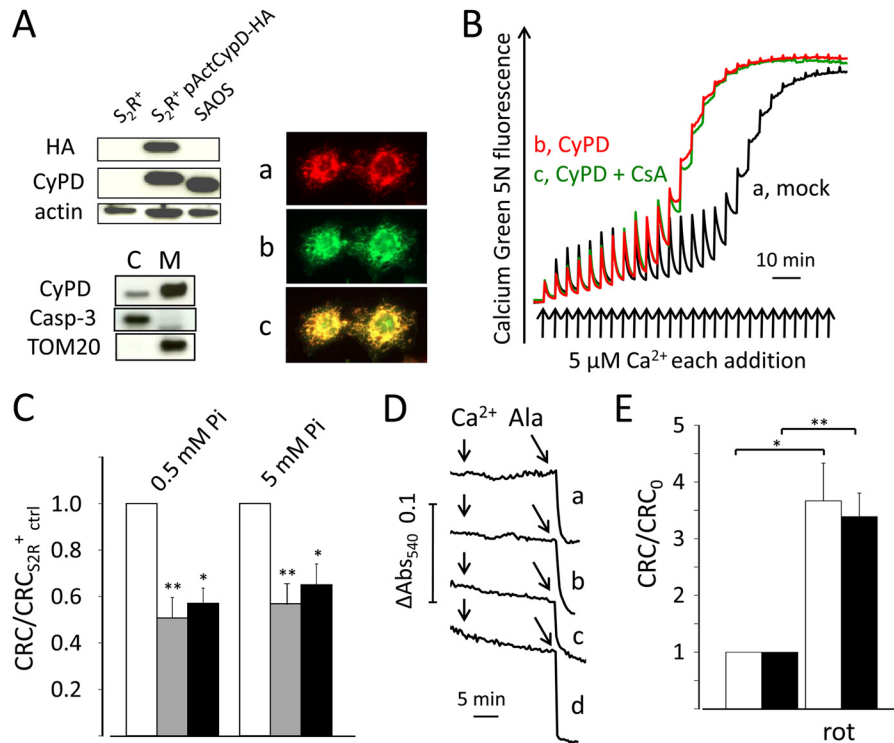 A
S₂R⁺
S₂R⁺ pActCypD-HA
SAOS
HA
CyPD
actin
C M
CyPD
Casp-3
TOM20
a
b
c
B
Calcium Green 5N fluorescence
b, CyPD
c, CyPD + CsA
a, mock
10 min
5 µM Ca²⁺ each addition
C
0.5 mM Pi
5 mM Pi
CRC/CRC S2R⁺ ctrl
1.0
0.8
0.6
0.4
0.2
** *
** *
D
Ca²⁺ Ala
ΔAbs₅₄₀ 0.1
a
b
c
d
5 min
E
CRC/CRC₀
5
4
3
2
1
*
**
rot